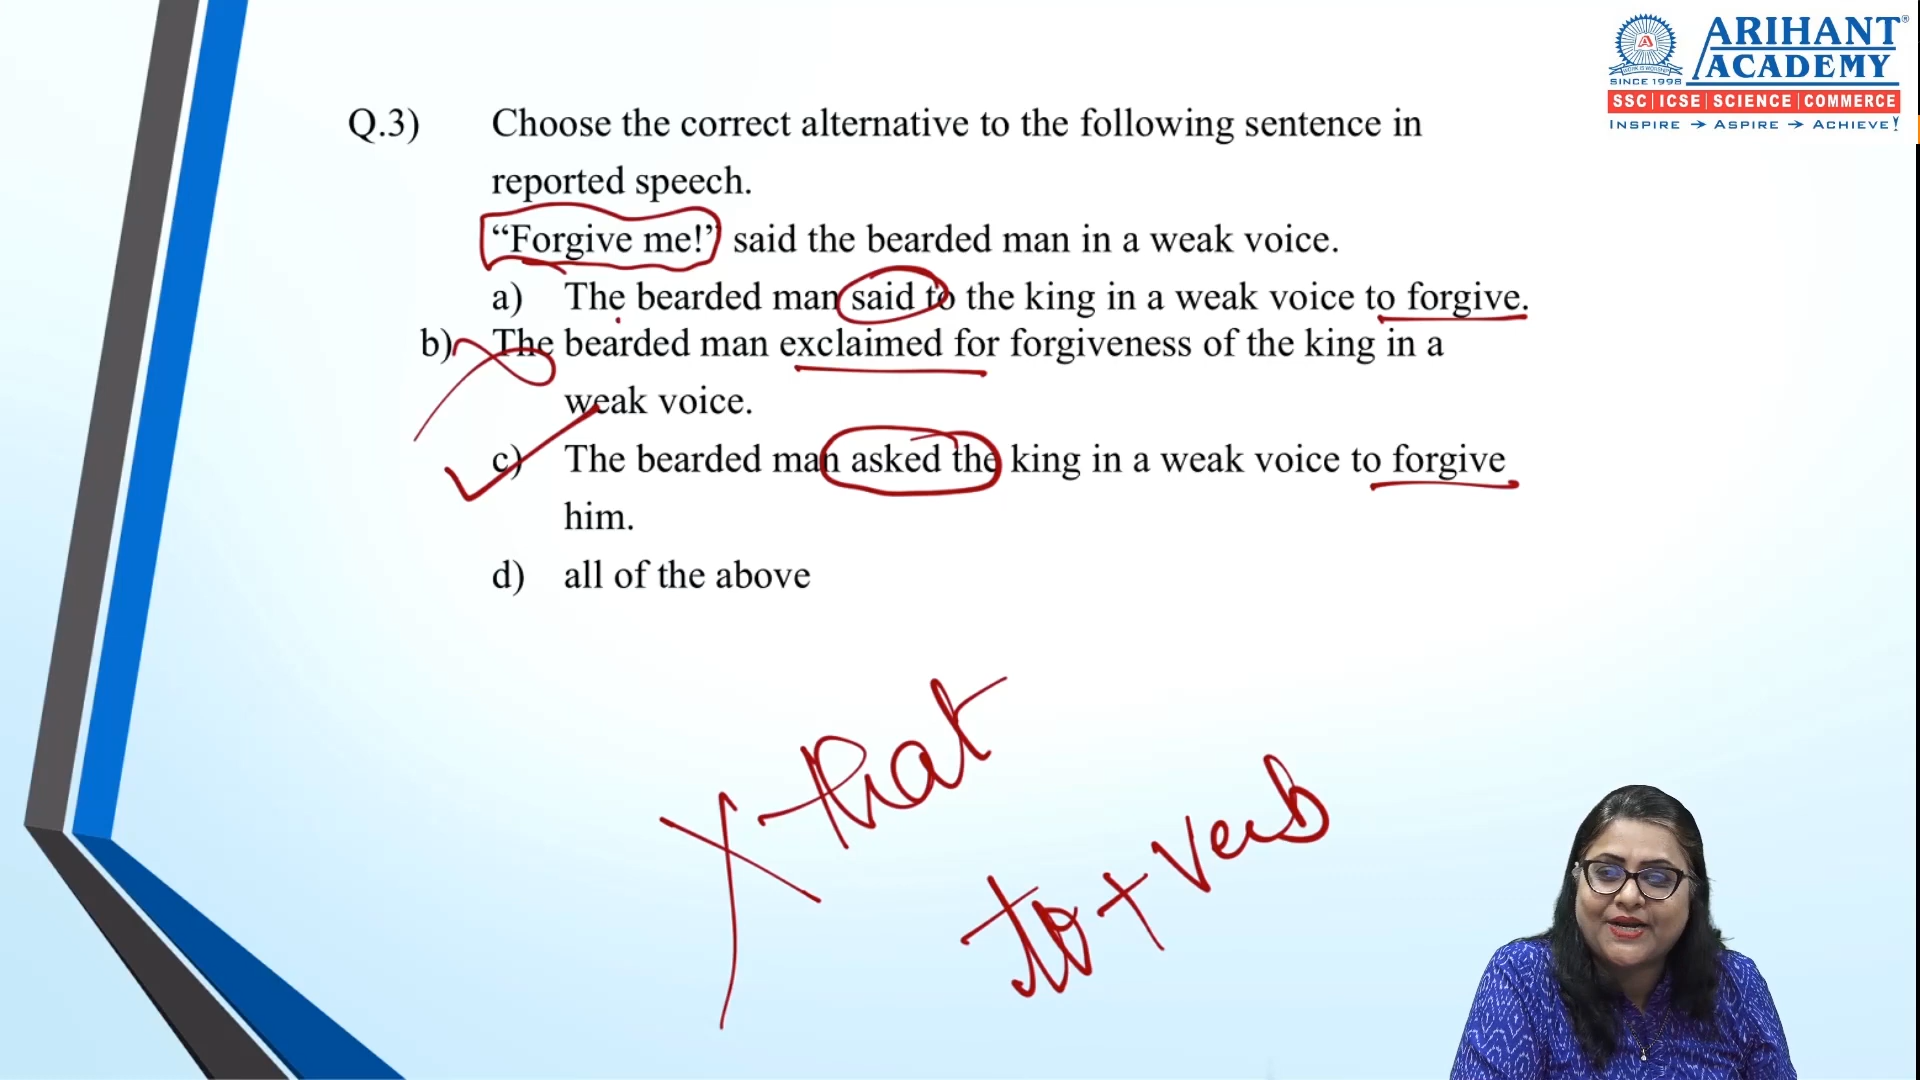 ARIHANT®
ACADEMY
SINCE 1998
SSC | ICSE | SCIENCE | COMMERCE
INSPIRE → ASPIRE → ACHIEVE!
Q.3) Choose the correct alternative to the following sentence in
reported speech.
“Forgive me!” said the bearded man in a weak voice.
a) The bearded man said to the king in a weak voice to forgive.
b) The bearded man exclaimed for forgiveness of the king in a
weak voice.
c) The bearded man asked the king in a weak voice to forgive
him.
d) all of the above
X - that
to + verb